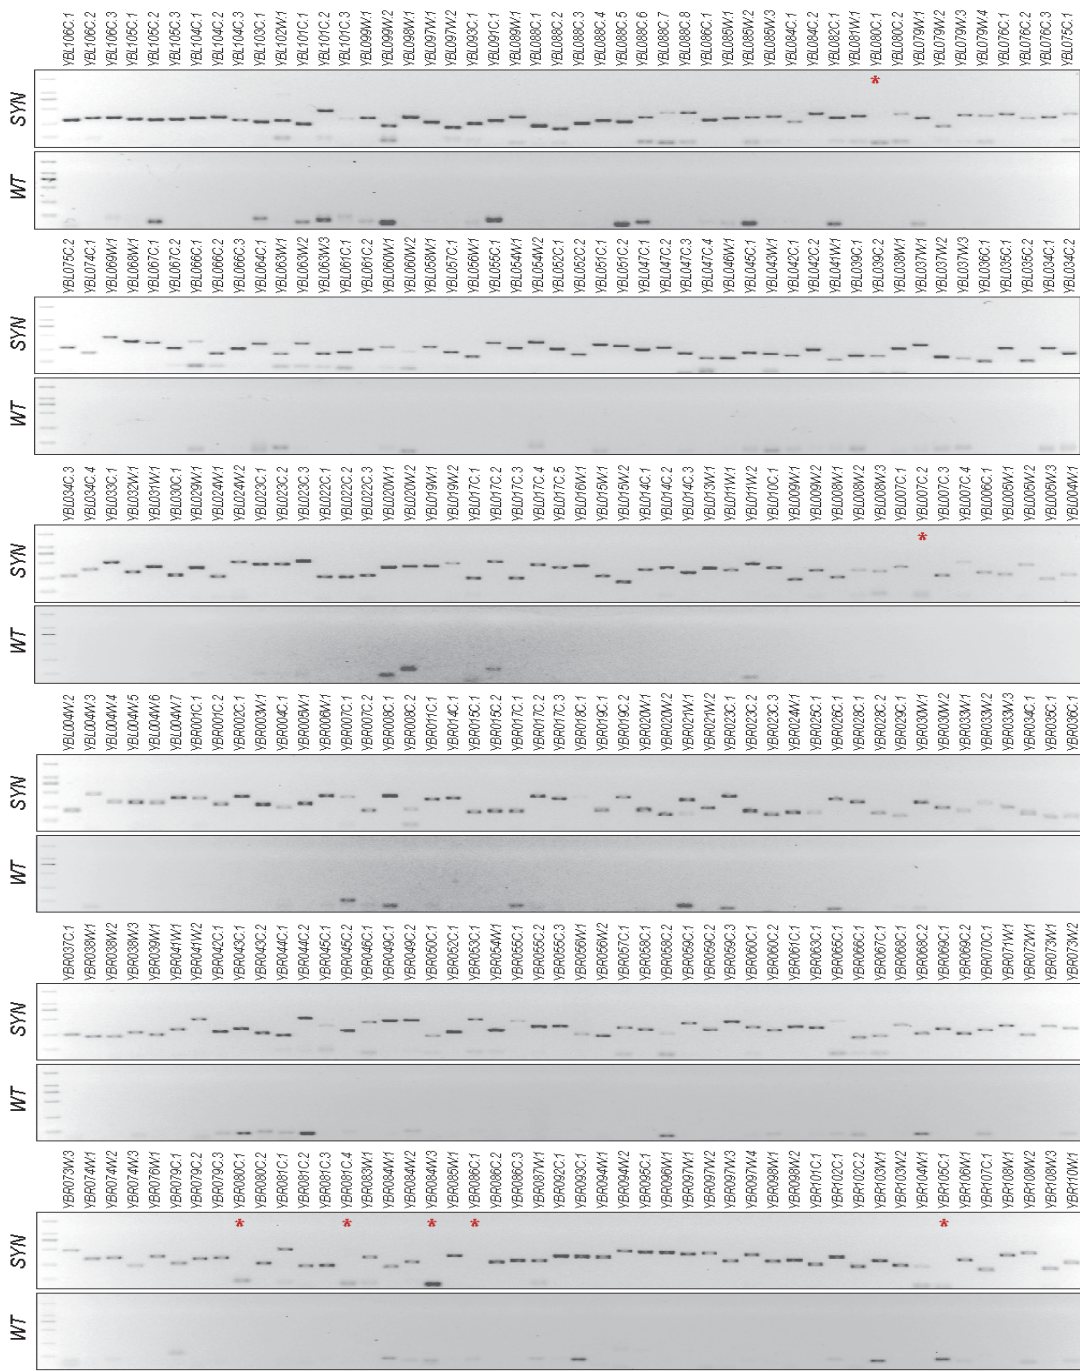 YBL106C.1 YBL106C.2 YBL106C.3 YBL105C.1 YBL105C.2 YBL105C.3 YBL104C.1 YBL104C.2 YBL104C.3 YBL103C.1 YBL102W.1 YBL101C.1 YBL101C.2 YBL101C.3 YBL099W.1 YBL099W.2 YBL098W.1 YBL097W.1 YBL097W.2 YBL093C.1 YBL091C.1 YBL089W.1 YBL088C.1 YBL088C.2 YBL088C.3 YBL088C.4 YBL088C.5 YBL088C.6 YBL088C.7 YBL088C.8 YBL086C.1 YBL085W.1 YBL085W.2 YBL085W.3 YBL084C.1 YBL084C.2 YBL082C.1 YBL081W.1 YBL080C.1 YBL080C.2 YBL079W.1 YBL079W.2 YBL079W.3 YBL079W.4 YBL076C.1 YBL076C.2 YBL076C.3 YBL075C.1
SYN *
WT
YBL075C.2 YBL074C.1 YBL069W.1 YBL068W.1 YBL067C.1 YBL067C.2 YBL066C.1 YBL066C.2 YBL066C.3 YBL064C.1 YBL063W.1 YBL063W.2 YBL063W.3 YBL061C.1 YBL061C.2 YBL060W.1 YBL060W.2 YBL058W.1 YBL057C.1 YBL056W.1 YBL055C.1 YBL054W.1 YBL054W.2 YBL052C.1 YBL052C.2 YBL051C.1 YBL051C.2 YBL047C.1 YBL047C.2 YBL047C.3 YBL047C.4 YBL046W.1 YBL045C.1 YBL043W.1 YBL042C.1 YBL042C.2 YBL041W.1 YBL039C.1 YBL039C.2 YBL038W.1 YBL037W.1 YBL037W.2 YBL037W.3 YBL036C.1 YBL035C.1 YBL035C.2 YBL034C.1 YBL034C.2
SYN
WT
YBL034C.3 YBL034C.4 YBL033C.1 YBL032W.1 YBL031W.1 YBL030C.1 YBL029W.1 YBL024W.1 YBL024W.2 YBL023C.1 YBL023C.2 YBL023C.3 YBL022C.1 YBL022C.2 YBL022C.3 YBL020W.1 YBL020W.2 YBL019W.1 YBL019W.2 YBL017C.1 YBL017C.2 YBL017C.3 YBL017C.4 YBL017C.5 YBL016W.1 YBL015W.1 YBL015W.2 YBL014C.1 YBL014C.2 YBL014C.3 YBL013W.1 YBL011W.1 YBL011W.2 YBL010C.1 YBL009W.1 YBL009W.2 YBL008W.1 YBL008W.2 YBL008W.3 YBL007C.1 YBL007C.2 YBL007C.3 YBL007C.4 YBL006C.1 YBL005W.1 YBL005W.2 YBL005W.3 YBL004W.1
SYN *
WT
YBL004W.2 YBL004W.3 YBL004W.4 YBL004W.5 YBL004W.6 YBL004W.7 YBR001C.1 YBR001C.2 YBR002C.1 YBR003W.1 YBR004C.1 YBR005W.1 YBR006W.1 YBR007C.1 YBR007C.2 YBR008C.1 YBR008C.2 YBR011C.1 YBR014C.1 YBR015C.1 YBR015C.2 YBR017C.1 YBR017C.2 YBR017C.3 YBR018C.1 YBR019C.1 YBR019C.2 YBR020W.1 YBR020W.2 YBR021W.1 YBR021W.2 YBR023C.1 YBR023C.2 YBR023C.3 YBR024W.1 YBR025C.1 YBR026C.1 YBR028C.1 YBR028C.2 YBR029C.1 YBR030W.1 YBR030W.2 YBR033W.1 YBR033W.2 YBR033W.3 YBR034C.1 YBR035C.1 YBR036C.1
SYN
WT
YBR037C.1 YBR038W.1 YBR038W.2 YBR038W.3 YBR039W.1 YBR041W.1 YBR041W.2 YBR042C.1 YBR043C.1 YBR043C.2 YBR044C.1 YBR044C.2 YBR045C.1 YBR045C.2 YBR046C.1 YBR049C.1 YBR049C.2 YBR050C.1 YBR052C.1 YBR053C.1 YBR054W.1 YBR055C.1 YBR055C.2 YBR055C.3 YBR056W.1 YBR056W.2 YBR057C.1 YBR058C.1 YBR058C.2 YBR059C.1 YBR059C.2 YBR059C.3 YBR060C.1 YBR060C.2 YBR061C.1 YBR063C.1 YBR065C.1 YBR066C.1 YBR067C.1 YBR068C.1 YBR068C.2 YBR069C.1 YBR069C.2 YBR070C.1 YBR071W.1 YBR072W.1 YBR073W.1 YBR073W.2
SYN
WT
YBR073W.3 YBR074W.1 YBR074W.2 YBR074W.3 YBR076W.1 YBR079C.1 YBR079C.2 YBR079C.3 YBR080C.1 YBR080C.2 YBR081C.1 YBR081C.2 YBR081C.3 YBR081C.4 YBR083W.1 YBR084W.1 YBR084W.2 YBR084W.3 YBR085W.1 YBR086C.1 YBR086C.2 YBR086C.3 YBR087W.1 YBR092C.1 YBR093C.1 YBR094W.1 YBR094W.2 YBR095C.1 YBR096W.1 YBR097W.1 YBR097W.2 YBR097W.3 YBR097W.4 YBR098W.1 YBR098W.2 YBR101C.1 YBR102C.1 YBR102C.2 YBR103W.1 YBR103W.2 YBR104W.1 YBR105C.1 YBR106W.1 YBR107C.1 YBR108W.1 YBR108W.2 YBR108W.3 YBR110W.1
SYN * * * * *
WT